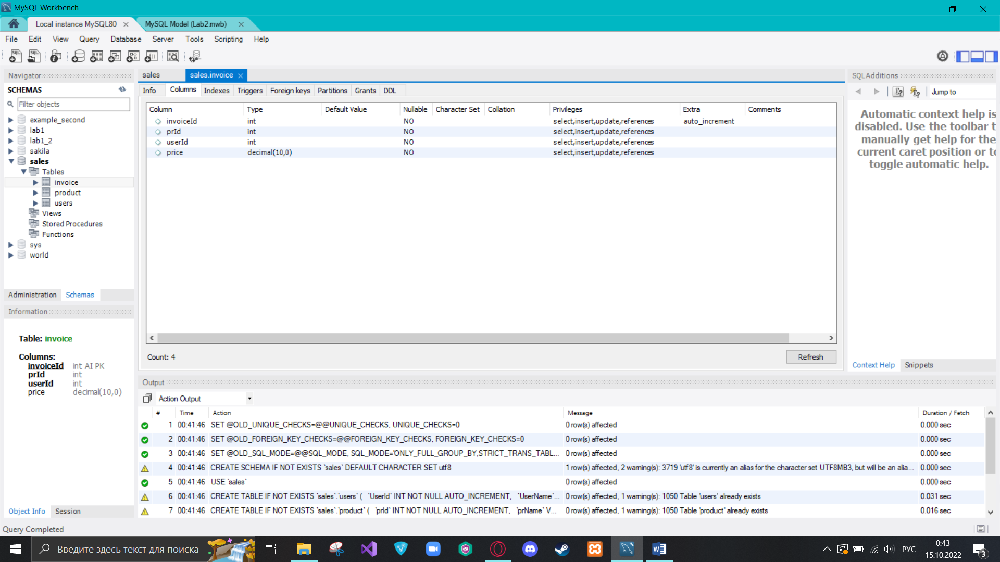 MySQL Workbench
Local instance MySQL80
MySQL Model (Lab2.mwb)
File Edit View Query Database Server Tools Scripting Help
Navigator
SCHEMAS
Filter objects
example_second
lab1
lab1_2
sakila
sales
Tables
invoice
product
users
Views
Stored Procedures
Functions
sys
world
Administration Schemas
Information
Table: invoice
Columns:
invoiceId int AI PK
prId int
userId int
price decimal(10,0)
Object Info Session
sales sales.invoice
Info Columns Indexes Triggers Foreign keys Partitions Grants DDL
Column Type Default Value Nullable Character Set Collation Privileges Extra Comments
invoiceId int NO select,insert,update,references auto_increment
prId int NO select,insert,update,references
userId int NO select,insert,update,references
price decimal(10,0) NO select,insert,update,references
Count: 4
Refresh
SQLAdditions
Jump to
Automatic context help is
disabled. Use the toolbar t
manually get help for the
current caret position or to
toggle automatic help.
Context Help Snippets
Output
Action Output
# Time Action Message Duration / Fetch
1 00:41:46 SET @OLD_UNIQUE_CHECKS=@@UNIQUE_CHECKS, UNIQUE_CHECKS=0 0 row(s) affected 0.000 sec
2 00:41:46 SET @OLD_FOREIGN_KEY_CHECKS=@@FOREIGN_KEY_CHECKS, FOREIGN_KEY_CHECKS=0 0 row(s) affected 0.000 sec
3 00:41:46 SET @OLD_SQL_MODE=@@SQL_MODE, SQL_MODE='ONLY_FULL_GROUP_BY,STRICT_TRANS_TABL... 0 row(s) affected 0.000 sec
4 00:41:46 CREATE SCHEMA IF NOT EXISTS `sales` DEFAULT CHARACTER SET utf8 1 row(s) affected, 2 warning(s): 3719 'utf8' is currently an alias for the character set UTF8MB3, but will be an alia... 0.000 sec
5 00:41:46 USE `sales` 0 row(s) affected 0.000 sec
6 00:41:46 CREATE TABLE IF NOT EXISTS `sales`.`users` ( `UserId` INT NOT NULL AUTO_INCREMENT, `UserName`... 0 row(s) affected, 1 warning(s): 1050 Table 'users' already exists 0.031 sec
7 00:41:46 CREATE TABLE IF NOT EXISTS `sales`.`product` ( `prId` INT NOT NULL AUTO_INCREMENT, `prName` V... 0 row(s) affected, 1 warning(s): 1050 Table 'product' already exists 0.016 sec
Query Completed
Введите здесь текст для поиска
РУС
0:43
15.10.2022
3